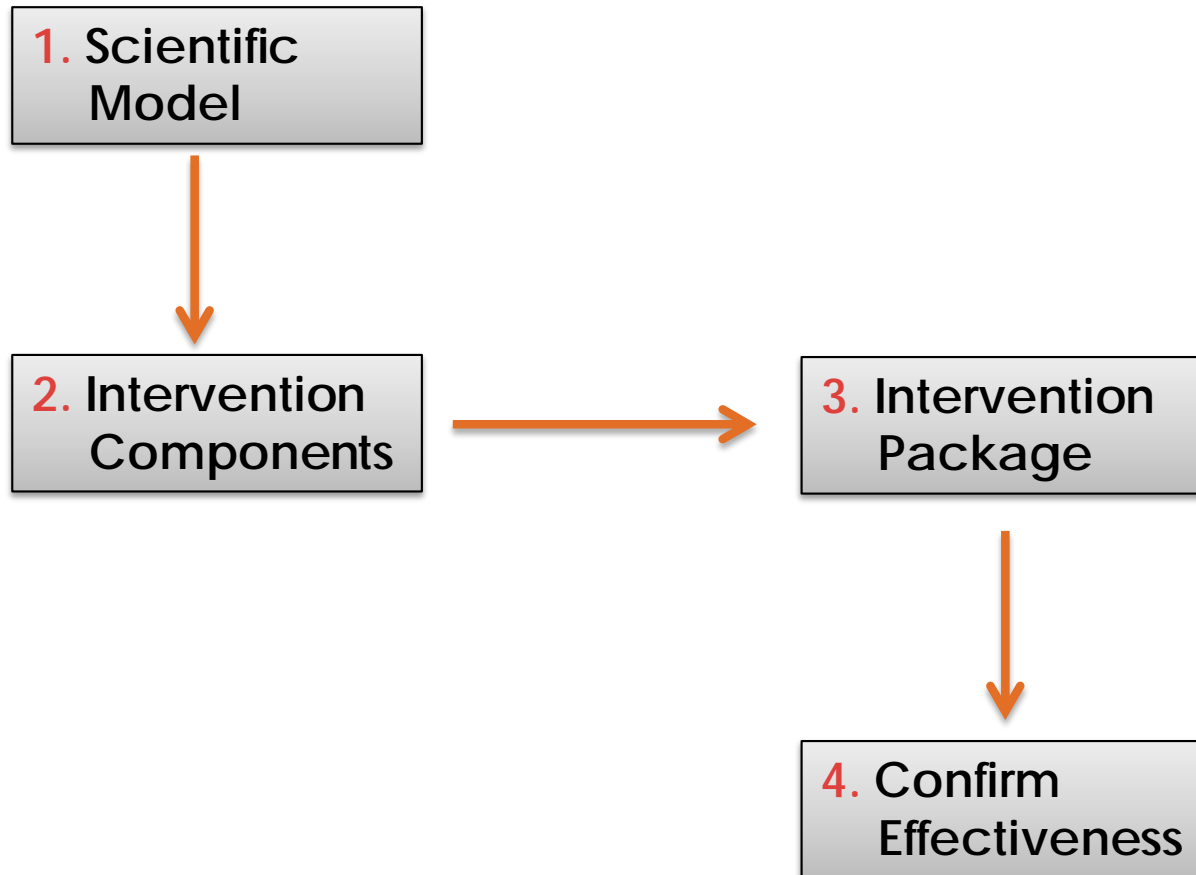 1. Scientific
Model
2. Intervention
Components
3. Intervention
Package
4. Confirm
Effectiveness